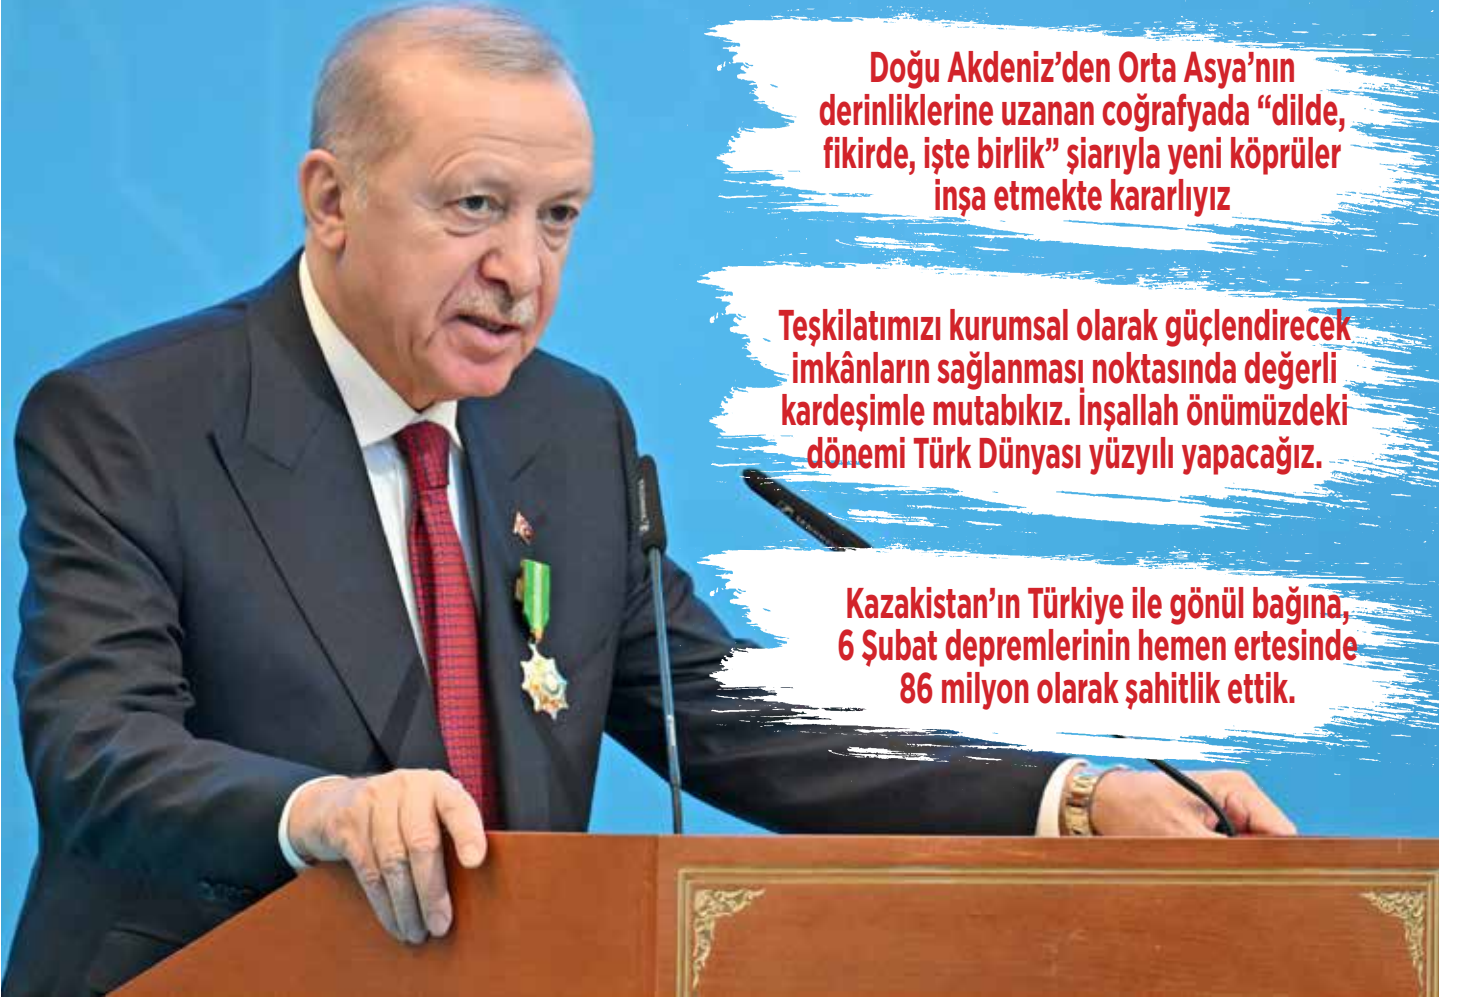 Doğu Akdeniz’den Orta Asya’nın
derinliklerine uzanan coğrafyada “dilde,
fikirde, işte birlik” şiarıyla yeni köprüler
inşa etmekte kararlıyız
Teşkilatımızı kurumsal olarak güçlendirecek
imkânların sağlanması noktasında değerli
kardeşimle mutabıkız. İnşallah önümüzdeki
dönemi Türk Dünyası yüzyılı yapacağız.
Kazakistan’ın Türkiye ile gönül bağına,
6 Şubat depremlerinin hemen ertesinde
86 milyon olarak şahitlik ettik.